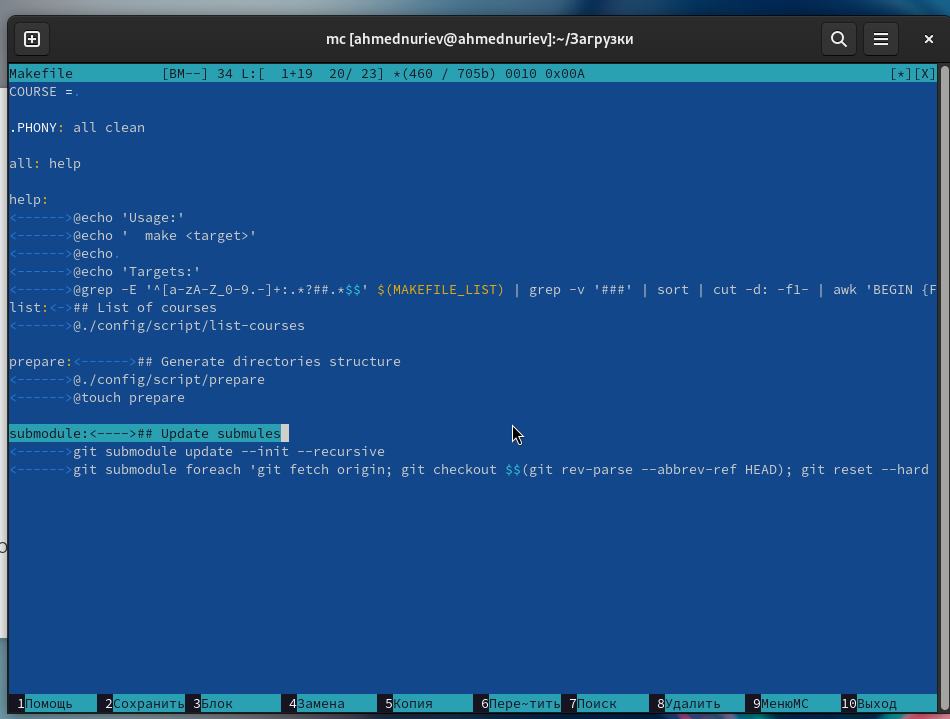 mc [ahmednuriev@ahmednuriev]:~/Загрузки
Makefile [BM--] 34 L:[ 1+19 20/ 23] *(460 / 705b) 0010 0x00A [*][X]
COURSE =.
.PHONY: all clean
all: help
help:
<------>@echo 'Usage:'
<------>@echo '  make <target>'
<------>@echo.
<------>@echo 'Targets:'
<------>@grep -E '^[a-zA-Z_0-9.-]+:.*?##.*$$' $(MAKEFILE_LIST) | grep -v '###' | sort | cut -d: -f1- | awk 'BEGIN {F
list:<->## List of courses
<------>@./config/script/list-courses
prepare:<------>## Generate directories structure
<------>@./config/script/prepare
<------>@touch prepare
submodule:<---->## Update submules
<------>git submodule update --init --recursive
<------>git submodule foreach 'git fetch origin; git checkout $$(git rev-parse --abbrev-ref HEAD); git reset --hard
1Помощь 2Сохранить 3Блок 4Замена 5Копия 6Пере~тить 7Поиск 8Удалить 9МенюMC 10Выход